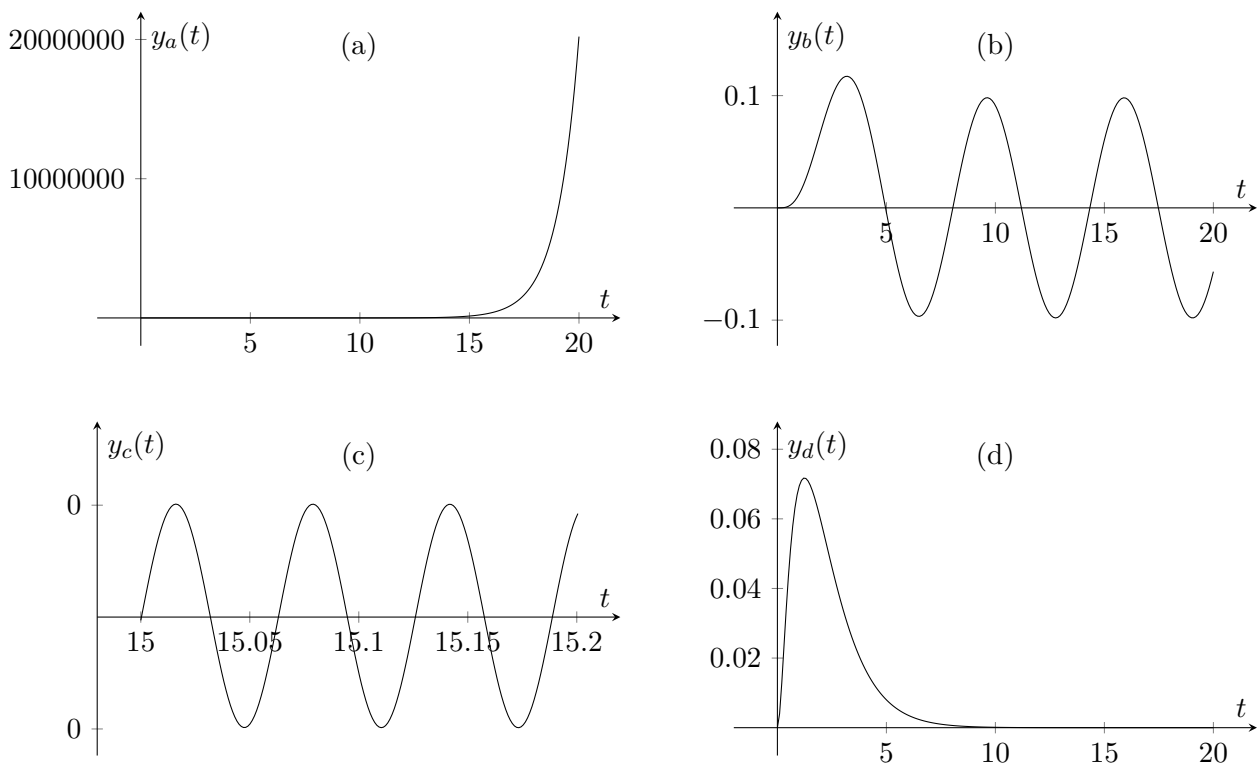 y_a(t)
(a)
20000000
10000000
t
5 10 15 20
y_b(t)
(b)
0.1
t
5 10 15 20
−0.1
y_c(t)
(c)
0
t
15 15.05 15.1 15.15 15.2
0
y_d(t)
(d)
0.08
0.06
0.04
0.02
t
5 10 15 20